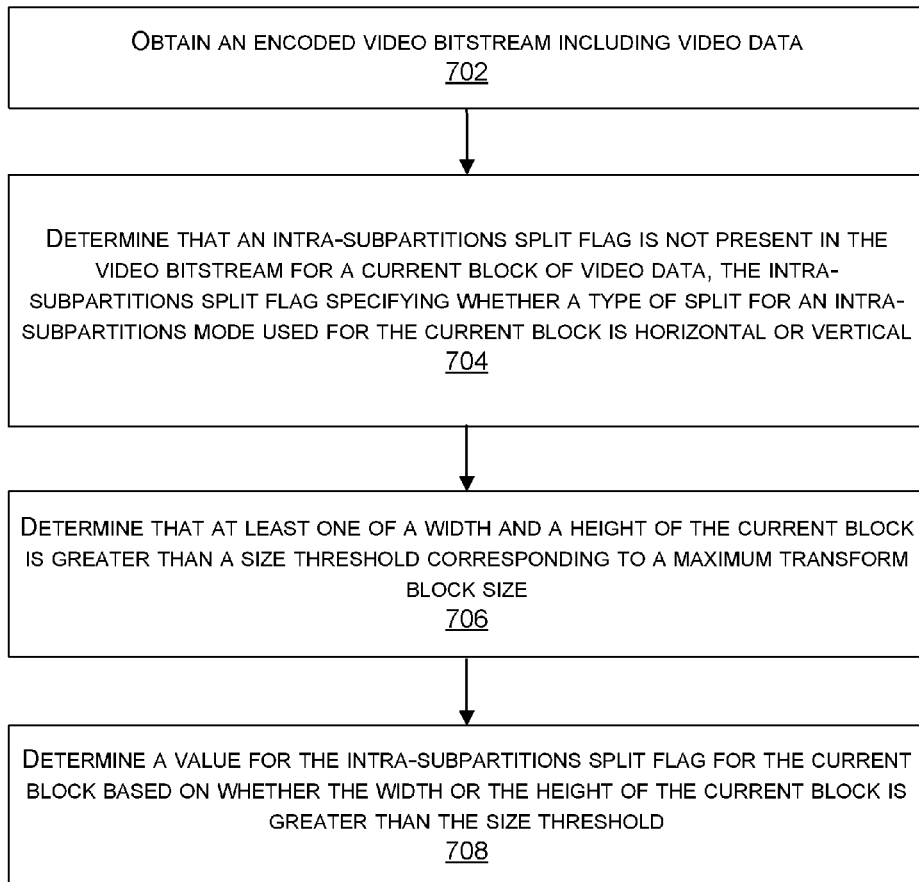 OBTAIN AN ENCODED VIDEO BITSTREAM INCLUDING VIDEO DATA
702
DETERMINE THAT AN INTRA-SUBPARTITIONS SPLIT FLAG IS NOT PRESENT IN THE
VIDEO BITSTREAM FOR A CURRENT BLOCK OF VIDEO DATA, THE INTRA-
SUBPARTITIONS SPLIT FLAG SPECIFYING WHETHER A TYPE OF SPLIT FOR AN INTRA-
SUBPARTITIONS MODE USED FOR THE CURRENT BLOCK IS HORIZONTAL OR VERTICAL
704
DETERMINE THAT AT LEAST ONE OF A WIDTH AND A HEIGHT OF THE CURRENT BLOCK
IS GREATER THAN A SIZE THRESHOLD CORRESPONDING TO A MAXIMUM TRANSFORM
BLOCK SIZE
706
DETERMINE A VALUE FOR THE INTRA-SUBPARTITIONS SPLIT FLAG FOR THE CURRENT
BLOCK BASED ON WHETHER THE WIDTH OR THE HEIGHT OF THE CURRENT BLOCK IS
GREATER THAN THE SIZE THRESHOLD
708